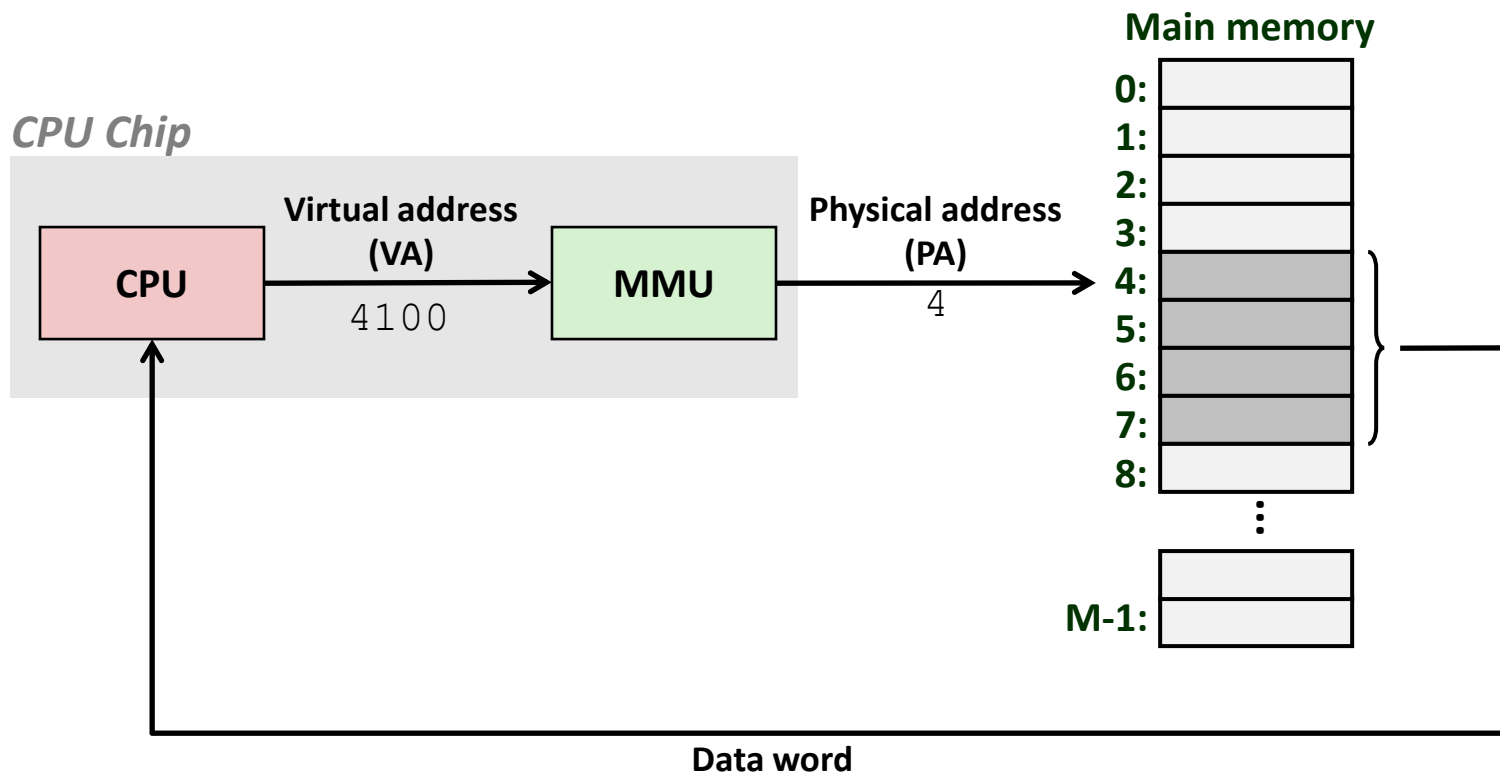 Main memory
CPU Chip
Virtual address
(VA)
Physical address
(PA)
CPU
4100
MMU
4
0:
1:
2:
3:
4:
5:
6:
7:
8:
⋮
M-1:
Data word